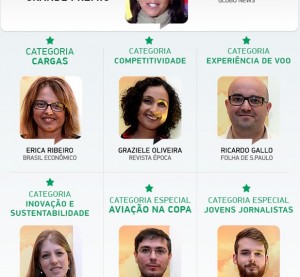 GRANDE PRÊMIO
GLOBO NEWS
CATEGORIA
CARGAS
CATEGORIA
COMPETITIVIDADE
CATEGORIA
EXPERIÊNCIA DE VOO
ERICA RIBEIRO
BRASIL ECONÔMICO
GRAZIELE OLIVEIRA
REVISTA ÉPOCA
RICARDO GALLO
FOLHA DE S.PAULO
CATEGORIA
INOVAÇÃO E
SUSTENTABILIDADE
CATEGORIA ESPECIAL
AVIAÇÃO NA COPA
CATEGORIA ESPECIAL
JOVENS JORNALISTAS